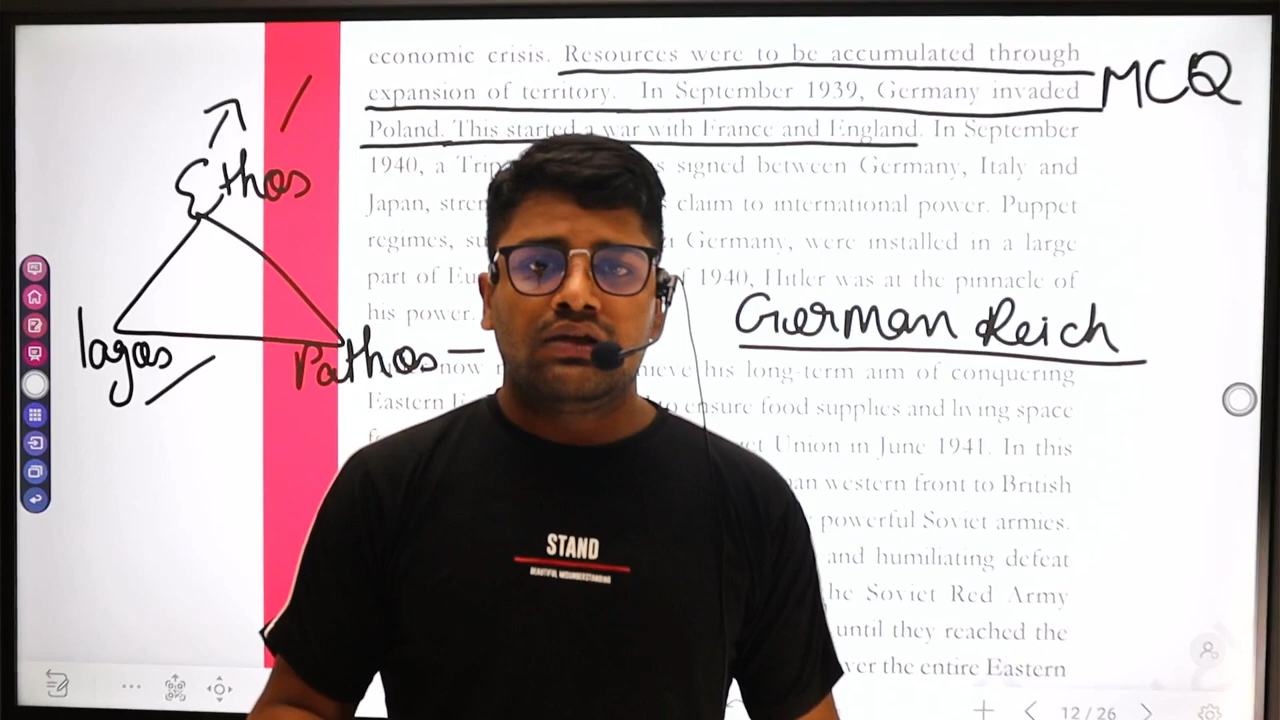 economic crisis. Resources were to be accumulated through
expansion of territory. In September 1939, Germany invaded
MCQ
Poland. This started a war with France and England. In September
1940, a signed between Germany, Italy and
Japan, claim to international power. Puppet
regimes, Germany, were installed in a large
part of 1940, Hitler was at the pinnacle of
his power.
German Reich
now his long-term aim of conquering
Eastern to ensure food supplies and living space
Union in June 1941. In this
western front to British
powerful Soviet armies.
and humiliating defeat
Soviet Red Army
until they reached the
the entire Eastern
Ethos
logos
Pathos
STAND
BEAUTIFUL MISUNDERSTANDING
12/26